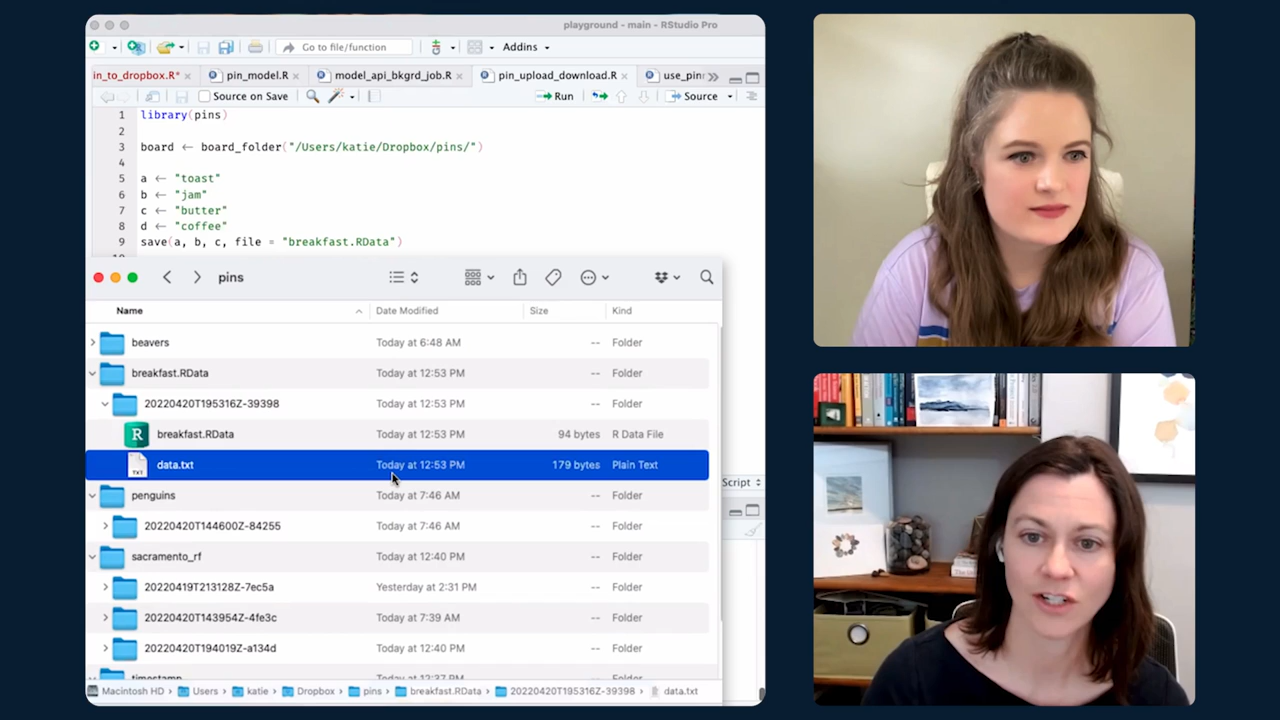 playground - main - RStudio Pro
Go to file/function
Addins
in_to_dropbox.R*
pin_model.R
model_api_bkgrd_job.R
pin_upload_download.R
use_pin
Source on Save
Run
Source
1 library(pins)
2
3 board <- board_folder("/Users/katie/Dropbox/pins/")
4
5 a <- "toast"
6 b <- "jam"
7 c <- "butter"
8 d <- "coffee"
9 save(a, b, c, file = "breakfast.RData")
pins
Name Date Modified Size Kind
beavers Today at 6:48 AM -- Folder
breakfast.RData Today at 12:53 PM -- Folder
20220420T195316Z-39398 Today at 12:53 PM -- Folder
breakfast.RData Today at 12:53 PM 94 bytes R Data File
data.txt Today at 12:53 PM 179 bytes Plain Text
Script
penguins Today at 7:46 AM -- Folder
20220420T144600Z-84255 Today at 7:46 AM -- Folder
sacramento_rf Today at 12:40 PM -- Folder
20220419T213128Z-7ec5a Yesterday at 2:31 PM -- Folder
20220420T143954Z-4fe3c Today at 7:39 AM -- Folder
20220420T194019Z-a134d Today at 12:40 PM -- Folder
timestamp Today at 12:37 PM -- Folder
Macintosh HD › Users › katie › Dropbox › pins › breakfast.RData › 20220420T195316Z-39398 › data.txt